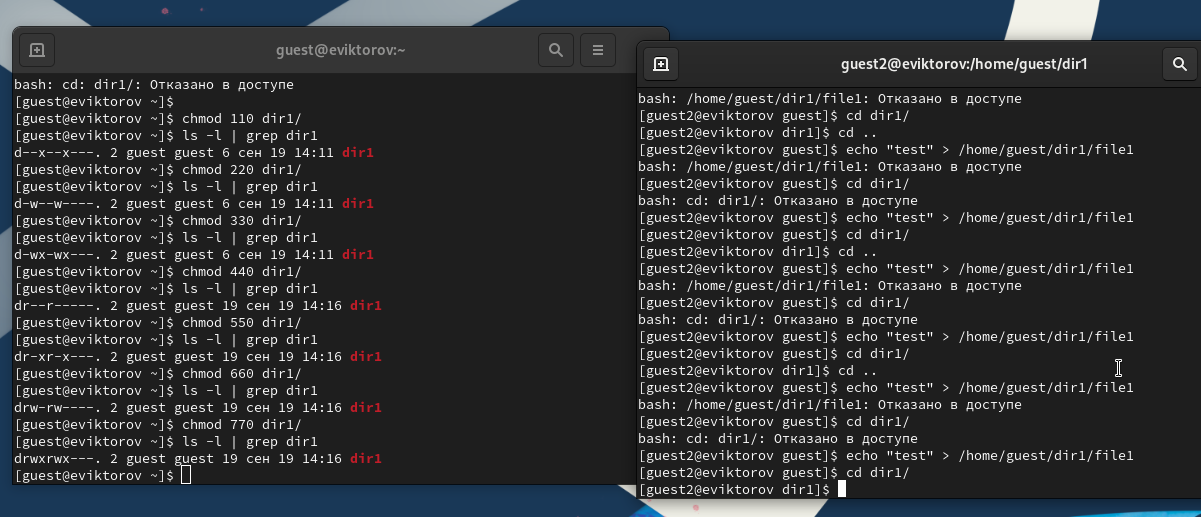 guest@eviktorov:~
bash: cd: dir1/: Отказано в доступе
[guest@eviktorov ~]$
[guest@eviktorov ~]$ chmod 110 dir1/
[guest@eviktorov ~]$ ls -l | grep dir1
d--x--x---. 2 guest guest 6 сен 19 14:11 dir1
[guest@eviktorov ~]$ chmod 220 dir1/
[guest@eviktorov ~]$ ls -l | grep dir1
d-w--w----. 2 guest guest 6 сен 19 14:11 dir1
[guest@eviktorov ~]$ chmod 330 dir1/
[guest@eviktorov ~]$ ls -l | grep dir1
d-wx-wx---. 2 guest guest 6 сен 19 14:11 dir1
[guest@eviktorov ~]$ chmod 440 dir1/
[guest@eviktorov ~]$ ls -l | grep dir1
dr--r-----. 2 guest guest 19 сен 19 14:16 dir1
[guest@eviktorov ~]$ chmod 550 dir1/
[guest@eviktorov ~]$ ls -l | grep dir1
dr-xr-x---. 2 guest guest 19 сен 19 14:16 dir1
[guest@eviktorov ~]$ chmod 660 dir1/
[guest@eviktorov ~]$ ls -l | grep dir1
drw-rw----. 2 guest guest 19 сен 19 14:16 dir1
[guest@eviktorov ~]$ chmod 770 dir1/
[guest@eviktorov ~]$ ls -l | grep dir1
drwxrwx---. 2 guest guest 19 сен 19 14:16 dir1
[guest@eviktorov ~]$
guest2@eviktorov:/home/guest/dir1
bash: /home/guest/dir1/file1: Отказано в доступе
[guest2@eviktorov guest]$ cd dir1/
[guest2@eviktorov dir1]$ cd ..
[guest2@eviktorov guest]$ echo "test" > /home/guest/dir1/file1
bash: /home/guest/dir1/file1: Отказано в доступе
[guest2@eviktorov guest]$ cd dir1/
bash: cd: dir1/: Отказано в доступе
[guest2@eviktorov guest]$ echo "test" > /home/guest/dir1/file1
[guest2@eviktorov guest]$ cd dir1/
[guest2@eviktorov dir1]$ cd ..
[guest2@eviktorov guest]$ echo "test" > /home/guest/dir1/file1
bash: /home/guest/dir1/file1: Отказано в доступе
[guest2@eviktorov guest]$ cd dir1/
bash: cd: dir1/: Отказано в доступе
[guest2@eviktorov guest]$ echo "test" > /home/guest/dir1/file1
[guest2@eviktorov guest]$ cd dir1/
[guest2@eviktorov dir1]$ cd ..
[guest2@eviktorov guest]$ echo "test" > /home/guest/dir1/file1
bash: /home/guest/dir1/file1: Отказано в доступе
[guest2@eviktorov guest]$ cd dir1/
bash: cd: dir1/: Отказано в доступе
[guest2@eviktorov guest]$ echo "test" > /home/guest/dir1/file1
[guest2@eviktorov guest]$ cd dir1/
[guest2@eviktorov dir1]$